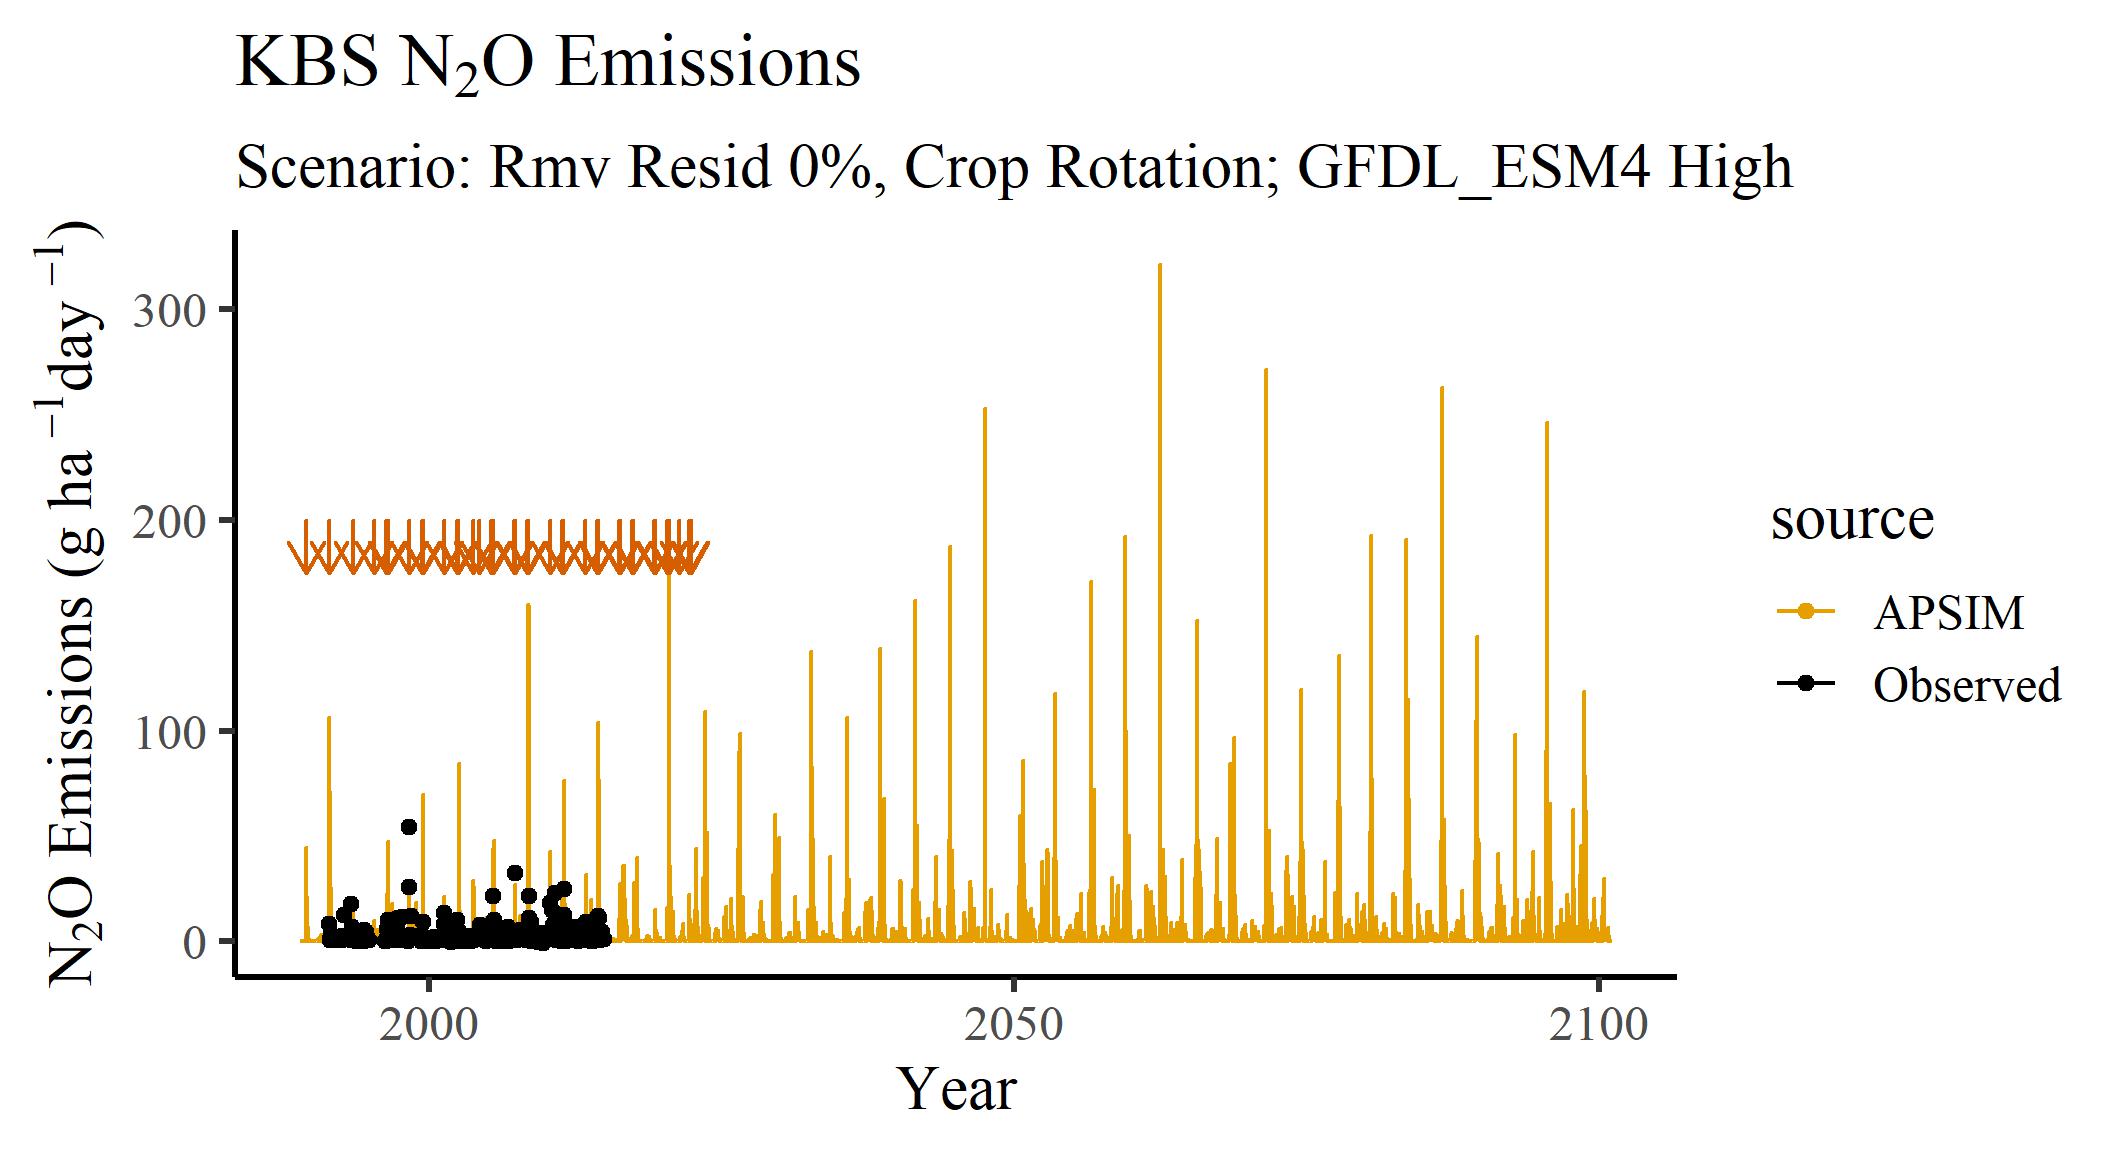 KBS N₂O Emissions
Scenario: Rmv Resid 0%, Crop Rotation; GFDL_ESM4 High
N₂O Emissions (g ha ⁻¹day ⁻¹)
300
200
100
0
2000
2050
2100
Year
source
APSIM
Observed